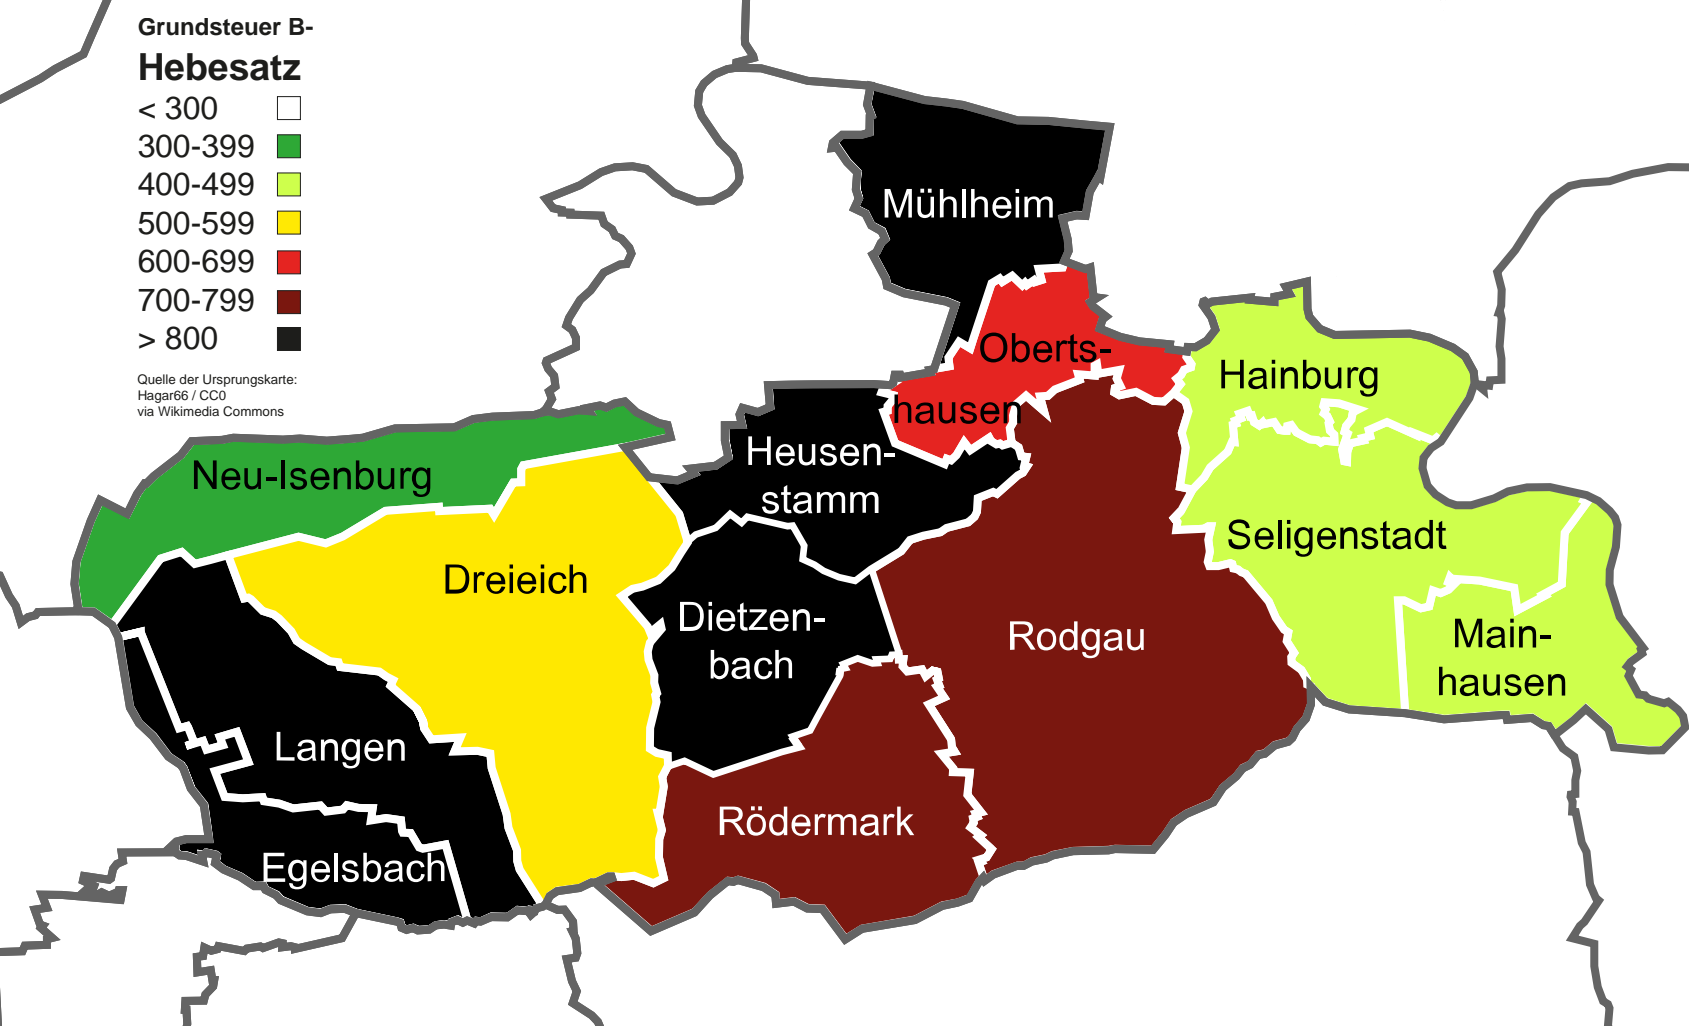 Grundsteuer B-
Hebesatz
< 300
300-399
400-499
500-599
600-699
700-799
> 800
Quelle der Ursprungskarte:
Hagar66 / CC0
via Wikimedia Commons
Mühlheim
Oberts-
hausen
Hainburg
Heusen-
stamm
Neu-Isenburg
Seligenstadt
Dreieich
Dietzen-
bach
Rodgau
Main-
hausen
Langen
Rödermark
Egelsbach